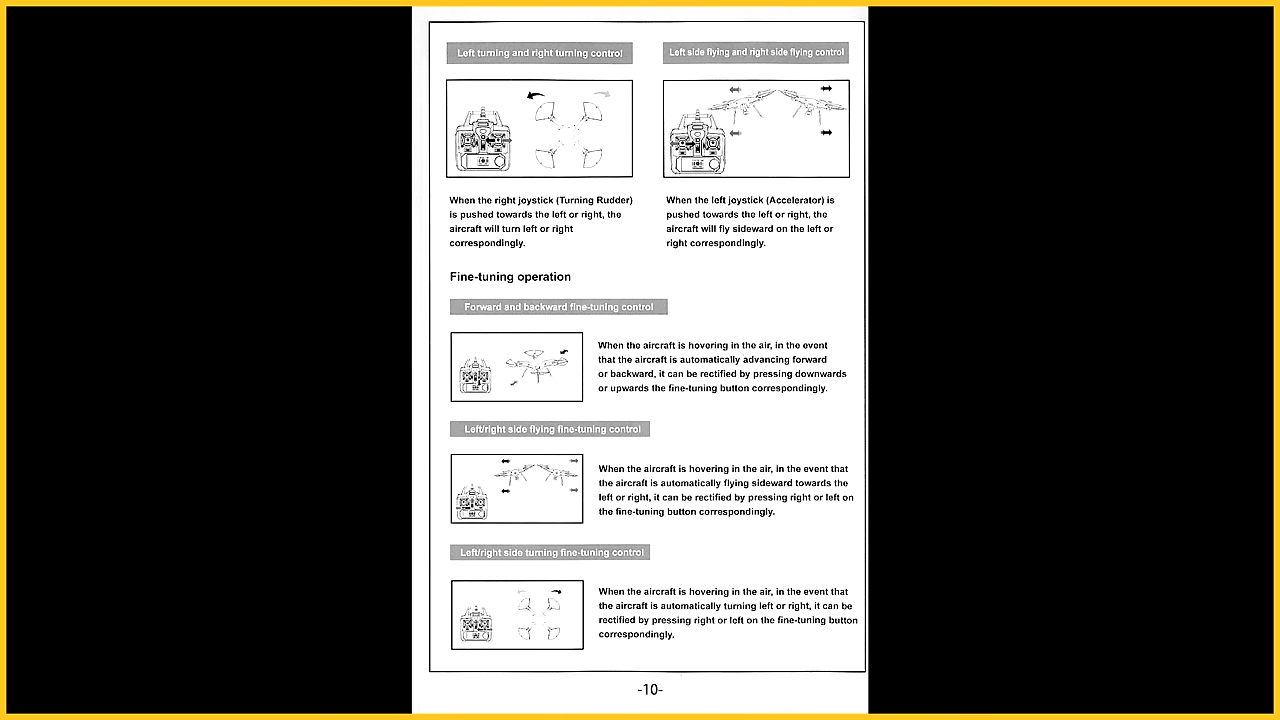 Left turning and right turning control
When the right joystick (Turning Rudder)
is pushed towards the left or right, the
aircraft will turn left or right
correspondingly.
Left side flying and right side flying control
When the left joystick (Accelerator) is
pushed towards the left or right, the
aircraft will fly sideward on the left or
right correspondingly.
Fine-tuning operation
Forward and backward fine-tuning control
When the aircraft is hovering in the air, in the event
that the aircraft is automatically advancing forward
or backward, it can be rectified by pressing downwards
or upwards the fine-tuning button correspondingly.
Left/right side flying fine-tuning control
When the aircraft is hovering in the air, in the event that
the aircraft is automatically flying sideward towards the
left or right, it can be rectified by pressing right or left on
the fine-tuning button correspondingly.
Left/right side turning fine-tuning control
When the aircraft is hovering in the air, in the event that
the aircraft is automatically turning left or right, it can be
rectified by pressing right or left on the fine-tuning button
correspondingly.
-10-